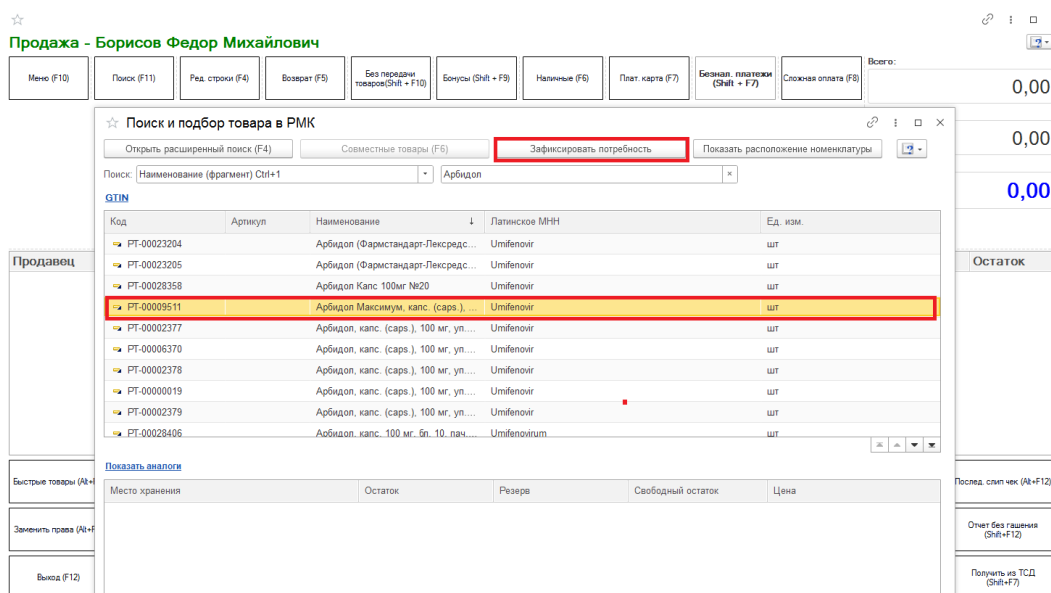 Продажа - Борисов Федор Михайлович
Меню (F10)
Поиск (F11)
Ред. строки (F4)
Возврат (F5)
Без передачи
товаров(Shift + F10)
Бонусы (Shift + F9)
Наличные (F6)
Плат. карта (F7)
Безнал. платежи
(Shift + F7)
Сложная оплата (F8)
Всего:
0,00
0,00
0,00
Поиск и подбор товара в РМК
Открыть расширенный поиск (F4)
Совместные товары (F6)
Зафиксировать потребность
Показать расположение номенклатуры
Поиск: Наименование (фрагмент) Ctrl+1
Арбидол
GTIN
Код Артикул Наименование ↓ Латинское МНН Ед. изм.
РТ-00023204 Арбидол (Фармстандарт-Лексредс... Umifenovir шт
РТ-00023205 Арбидол (Фармстандарт-Лексредс... Umifenovir шт
РТ-00028358 Арбидол Капс 100мг №20 Umifenovir шт
РТ-00009511 Арбидол Максимум, капс. (caps.), ... Umifenovir шт
РТ-00002377 Арбидол, капс. (caps.), 100 мг, уп.... Umifenovir шт
РТ-00006370 Арбидол, капс. (caps.), 100 мг, уп.... Umifenovir шт
РТ-00002378 Арбидол, капс. (caps.), 100 мг, уп.... Umifenovir шт
РТ-00000019 Арбидол, капс. (caps.), 100 мг, уп.... Umifenovir шт
РТ-00002379 Арбидол, капс. (caps.), 100 мг, уп.... Umifenovir шт
РТ-00028406 Арбидол, капс. 100 мг, бл. 10, пач.... Umifenovirum шт
Показать аналоги
Место хранения Остаток Резерв Свободный остаток Цена
Продавец
Остаток
Быстрые товары (Alt+
Заменить права (Alt+F
Выход (F12)
Послед. слип чек (Alt+F12)
Отчет без гашения
(Shift+F12)
Получить из ТСД
(Shift+F7)